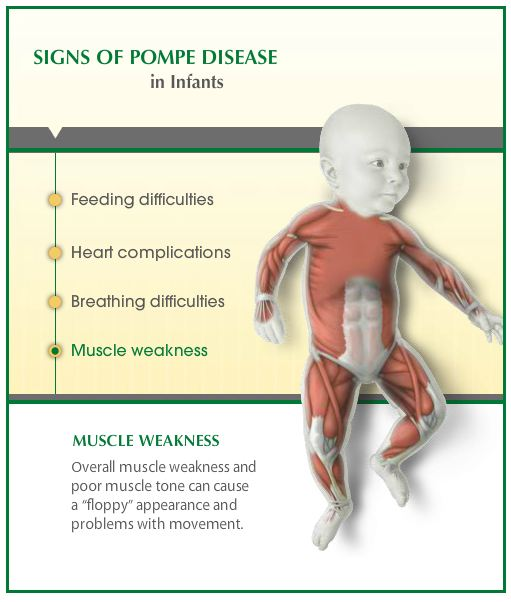 SIGNS OF POMPE DISEASE
in Infants
Feeding difficulties
Heart complications
Breathing difficulties
Muscle weakness
MUSCLE WEAKNESS
Overall muscle weakness and
poor muscle tone can cause
a “floppy” appearance and
problems with movement.